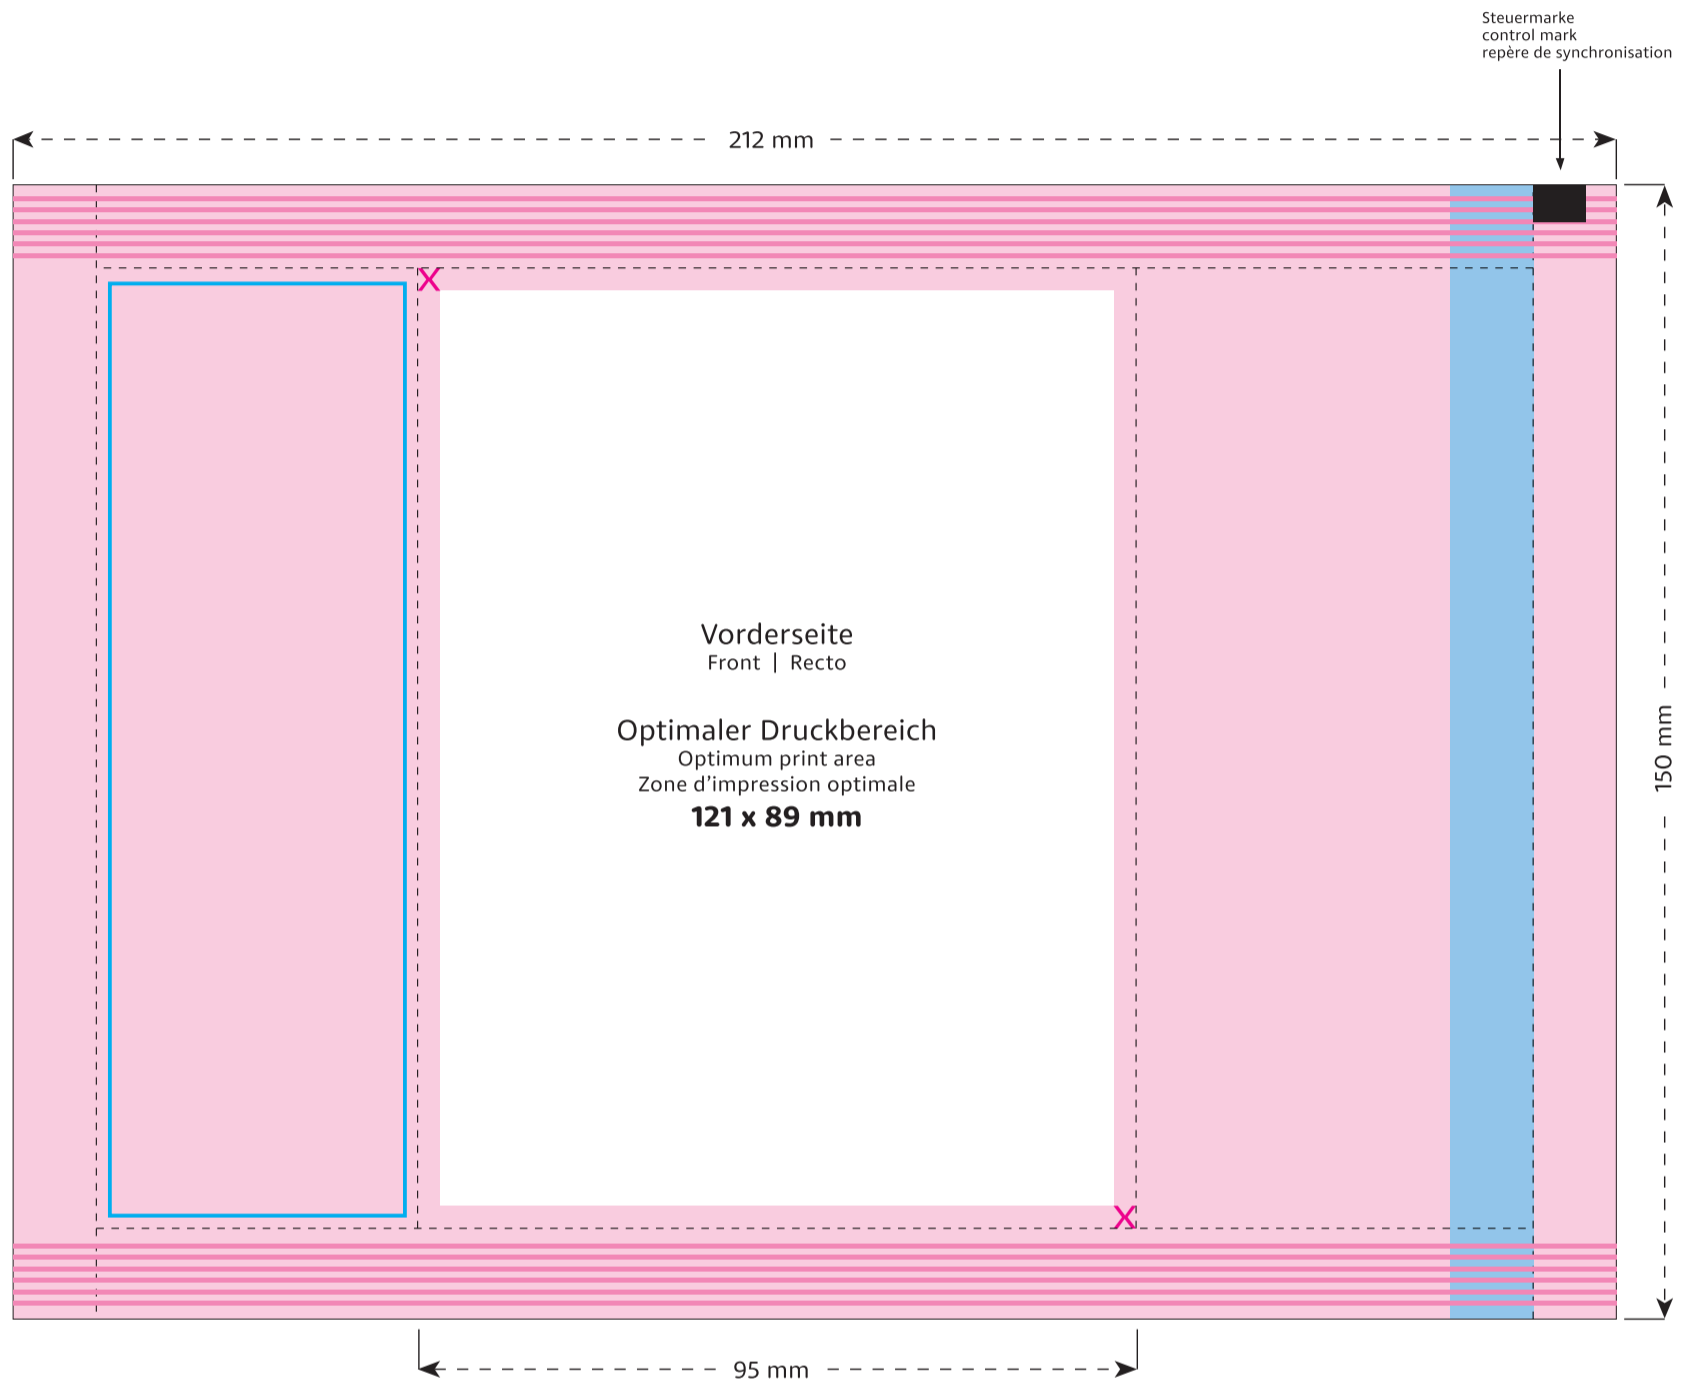 Steuermarke
control mark
repère de synchronisation
212 mm
X
Vorderseite
Front | Recto
Optimaler Druckbereich
Optimum print area
Zone d’impression optimale
121 x 89 mm
150 mm
X
95 mm